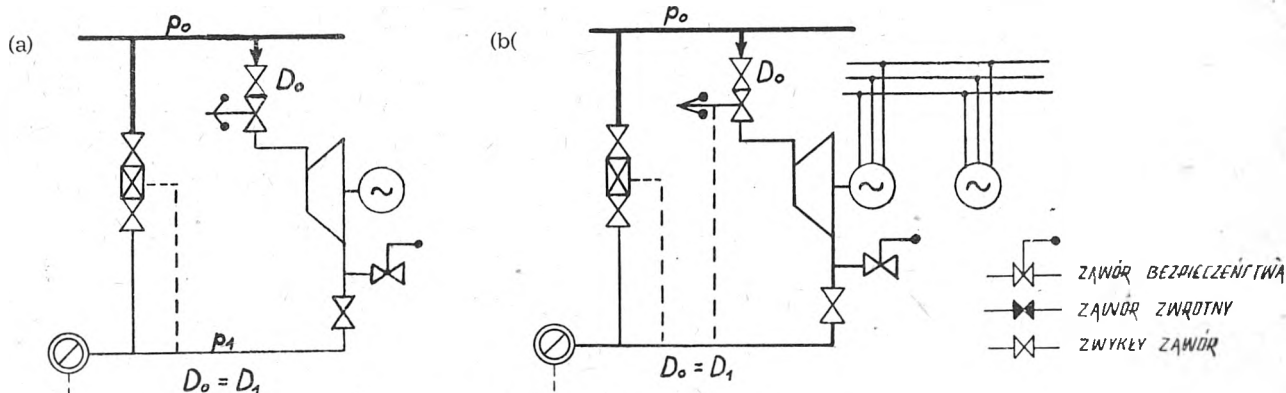 (a)
p₀
D₀
p₁
D₀ = D₁
(b(
p₀
D₀
D₀ = D₁
ZAWÓR BEZPIECZEŃSTWA
ZAWÓR ZWROTNY
ZWYKŁY ZAWÓR